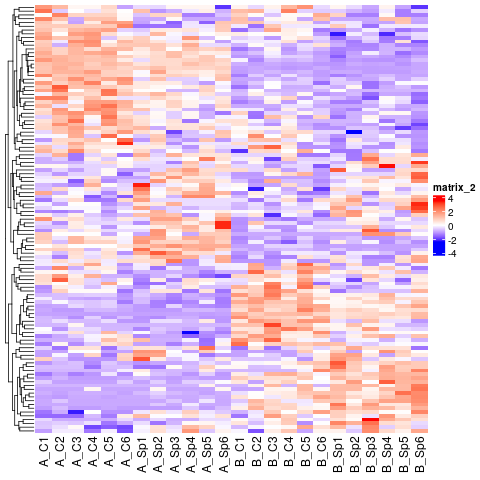 matrix_2
4
2
0
-2
-4
A_C1
A_C2
A_C3
A_C4
A_C5
A_C6
A_Sp1
A_Sp2
A_Sp3
A_Sp4
A_Sp5
A_Sp6
B_C1
B_C2
B_C3
B_C4
B_C5
B_C6
B_Sp1
B_Sp2
B_Sp3
B_Sp4
B_Sp5
B_Sp6